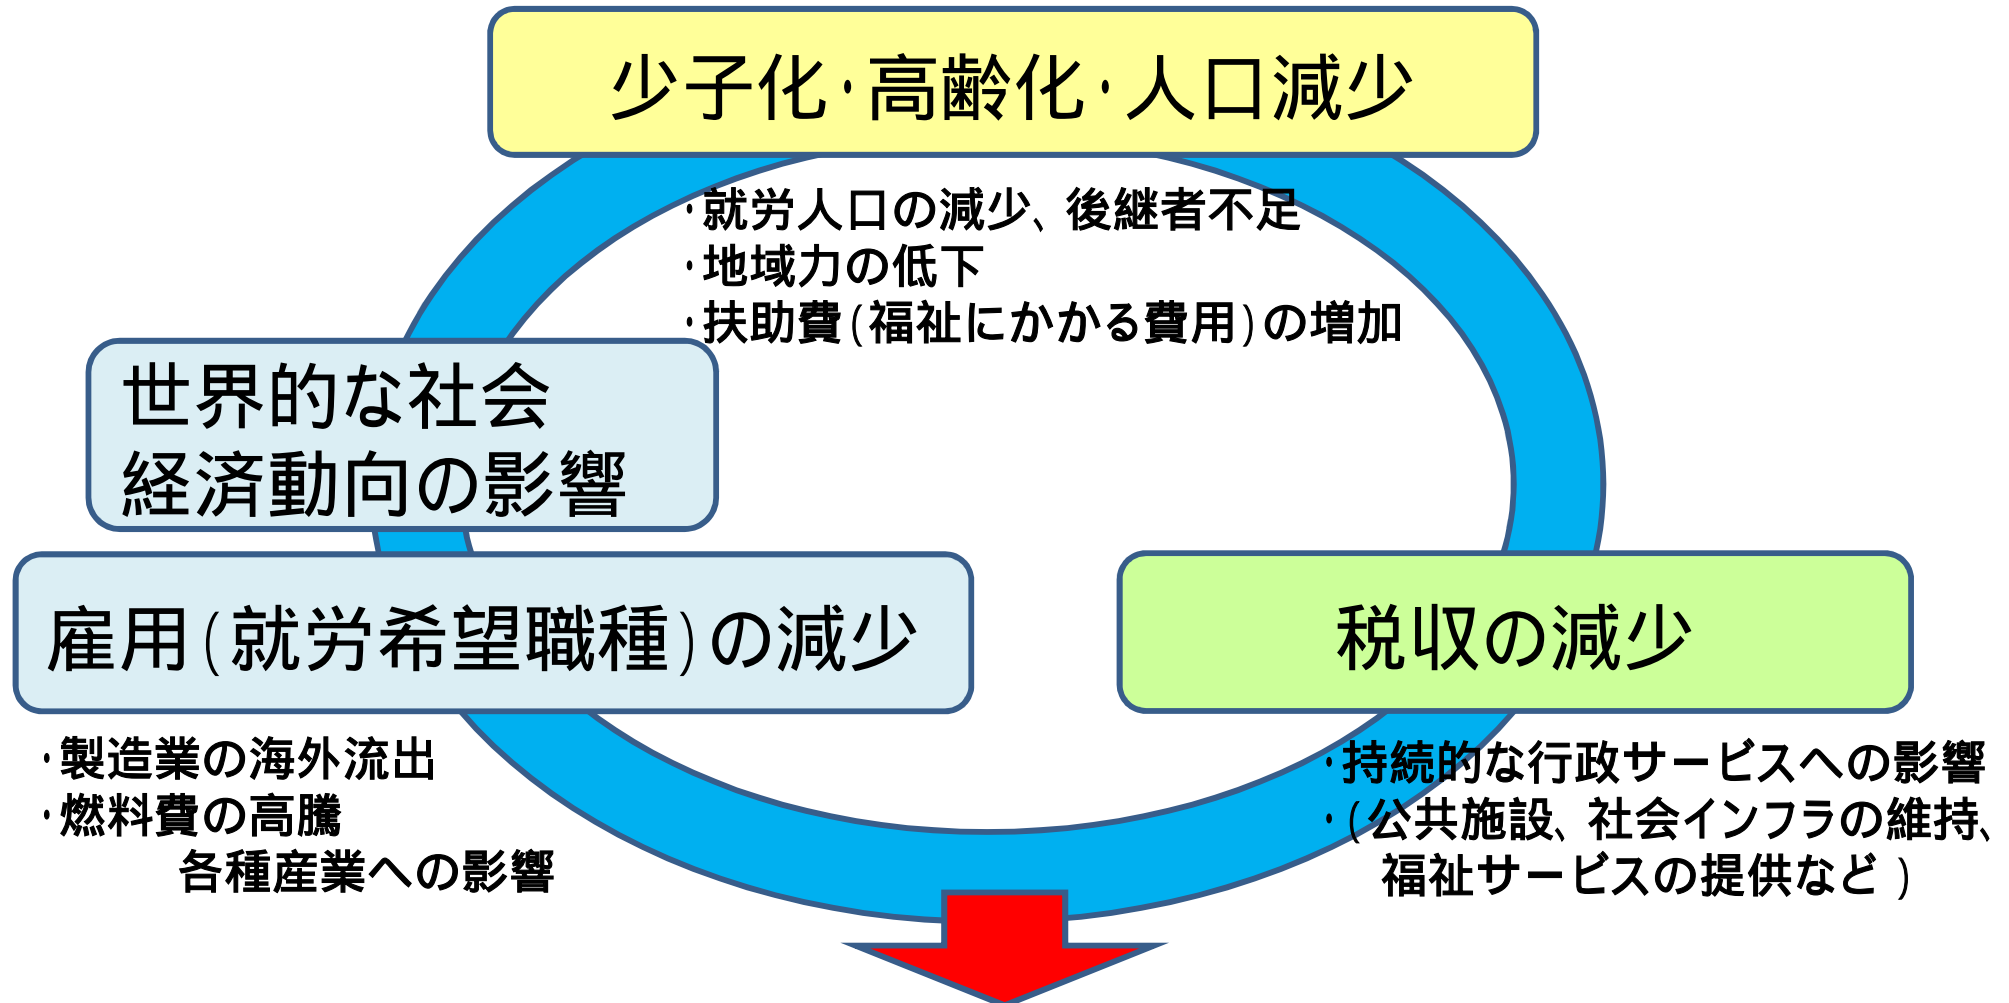 少子化・高齢化・人口減少
・就労人口の減少、後継者不足
・地域力の低下
・扶助費(福祉にかかる費用)の増加
世界的な社会
経済動向の影響
雇用(就労希望職種)の減少
税収の減少
・製造業の海外流出
・燃料費の高騰
各種産業への影響
・持続的な行政サービスへの影響
・(公共施設、社会インフラの維持、
福祉サービスの提供など)